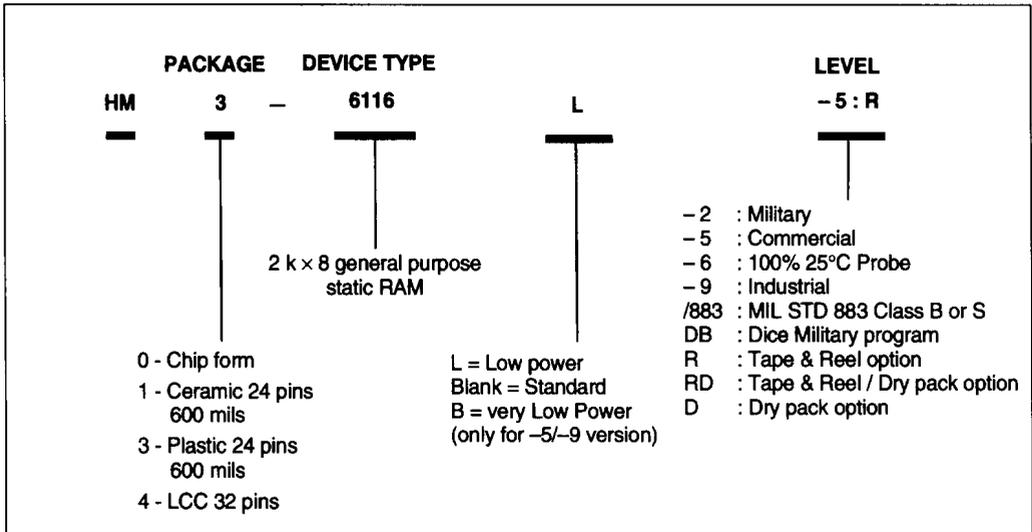 PACKAGE DEVICE TYPE LEVEL
HM 3 – 6116 L – 5 : R
– 2 : Military
– 5 : Commercial
– 6 : 100% 25°C Probe
– 9 : Industrial
/883 : MIL STD 883 Class B or S
DB : Dice Military program
R : Tape & Reel option
RD : Tape & Reel / Dry pack option
D : Dry pack option
2 k × 8 general purpose
static RAM
0 - Chip form
1 - Ceramic 24 pins
600 mils
3 - Plastic 24 pins
600 mils
4 - LCC 32 pins
L = Low power
Blank = Standard
B = very Low Power
(only for –5/–9 version)